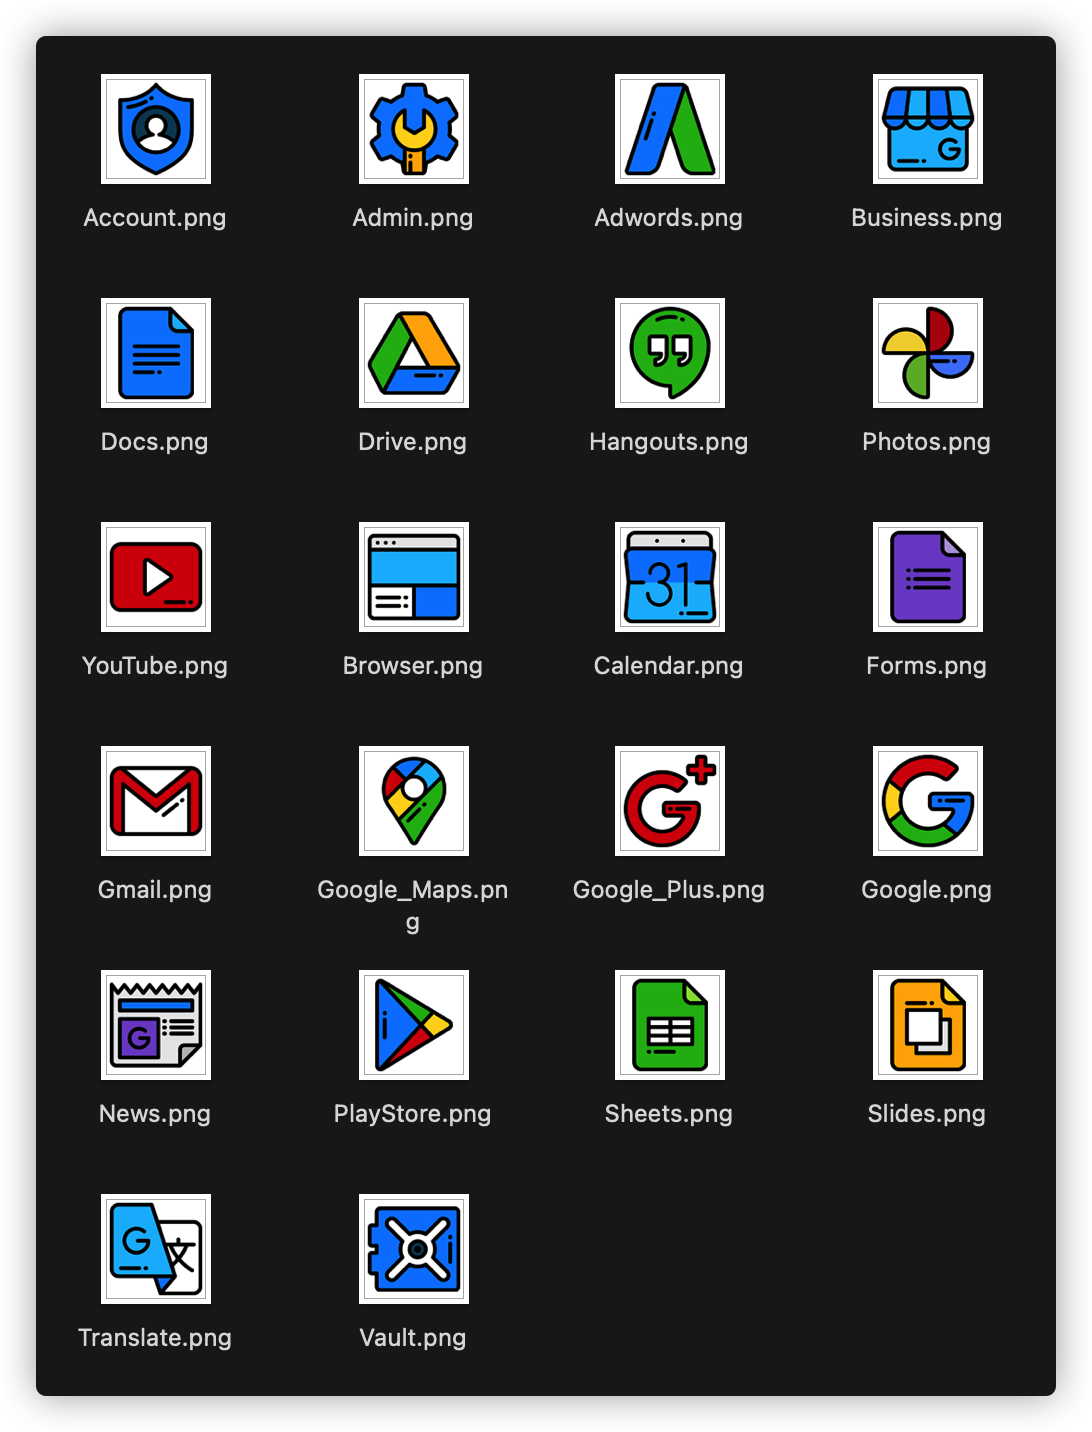 Account.png
Admin.png
Adwords.png
Business.png
G
Docs.png
Drive.png
Hangouts.png
Photos.png
YouTube.png
Browser.png
31
Calendar.png
Forms.png
Gmail.png
Google_Maps.pn
g
Google_Plus.png
Google.png
G
News.png
PlayStore.png
Sheets.png
Slides.png
G
文
Translate.png
Vault.png